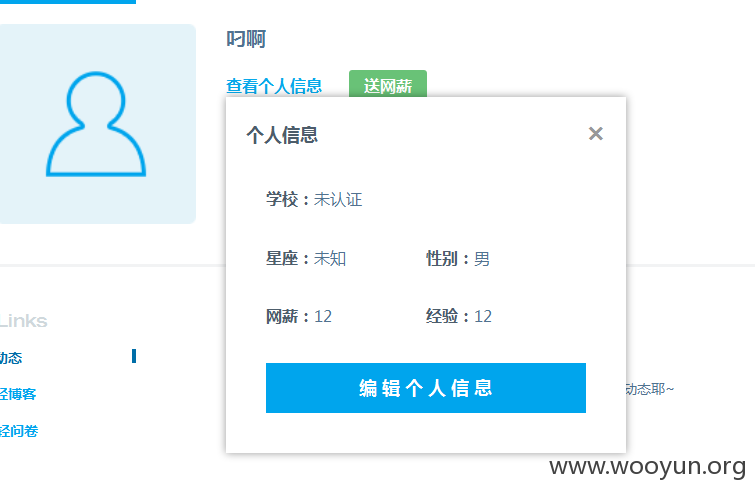 叼啊
查看个人信息 送网薪
个人信息 ×
学校：未认证
星座：未知 性别：男
网薪：12 经验：12
编辑个人信息
Links
动态
轻博客
轻问卷
动态耶~
www.wooyun.org